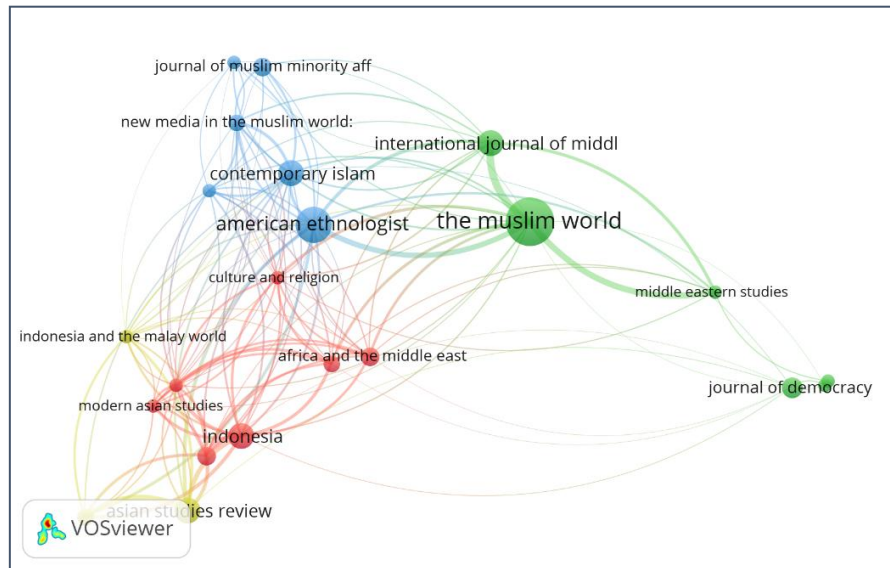 journal of muslim minority aff
new media in the muslim world:
international journal of middl
contemporary islam
american ethnologist
the muslim world
culture and religion
middle eastern studies
indonesia and the malay world
africa and the middle east
journal of democracy
modern asian studies
indonesia
asian studies review
VOSviewer